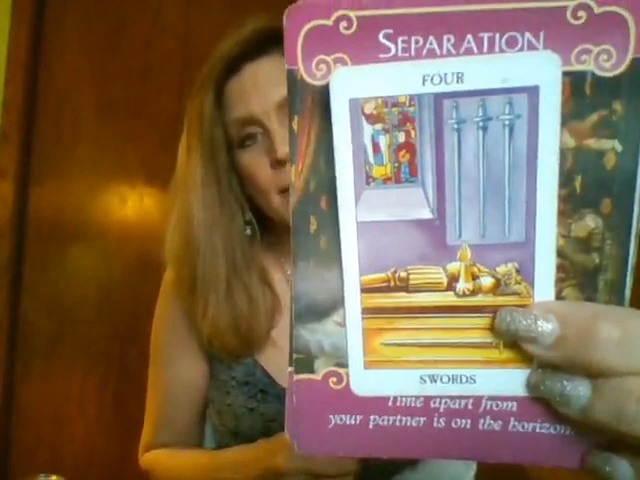 SEPARATION
FOUR
SWORDS
Time apart from
your partner is on the horizon.